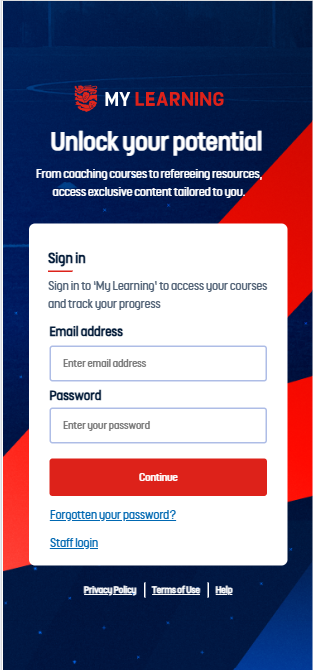 MY LEARNING
Unlock your potential
From coaching courses to refereeing resources,
access exclusive content tailored to you.
Sign in
Sign in to 'My Learning' to access your courses
and track your progress
Email address
Enter email address
Password
Enter your password
Continue
Forgotten your password?
Staff login
Privacy Policy | Terms of Use | Help